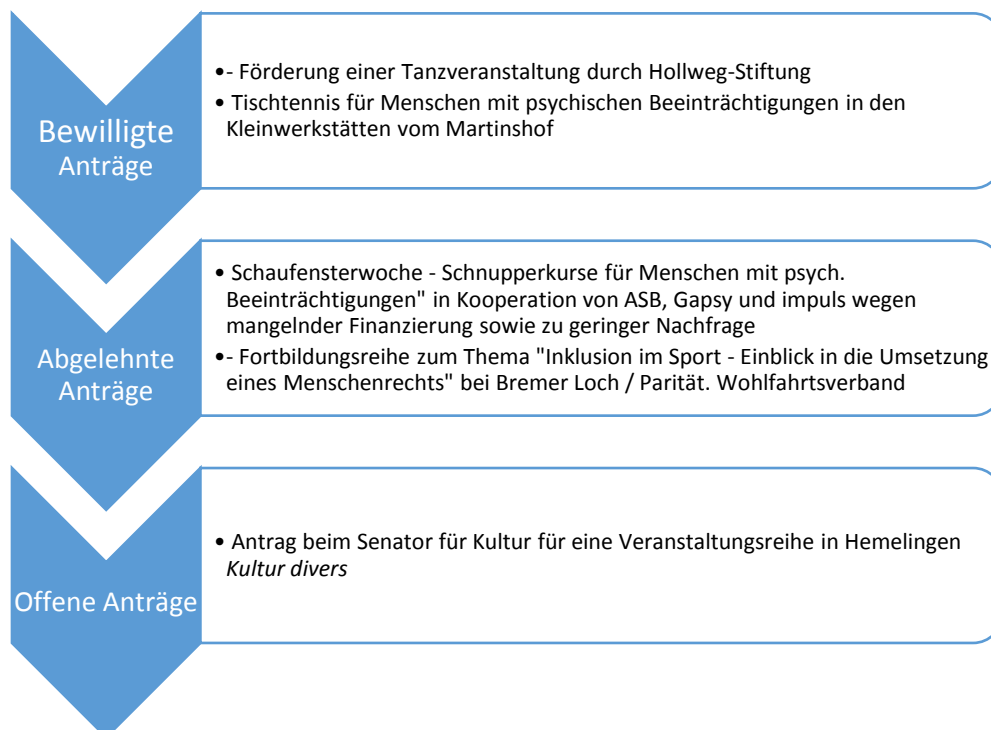 Bewilligte
Anträge
•- Förderung einer Tanzveranstaltung durch Hollweg-Stiftung
• Tischtennis für Menschen mit psychischen Beeinträchtigungen in den
Kleinwerkstätten vom Martinshof
Abgelehnte
Anträge
• Schaufensterwoche - Schnupperkurse für Menschen mit psych.
Beeinträchtigungen" in Kooperation von ASB, Gapsy und impuls wegen
mangelnder Finanzierung sowie zu geringer Nachfrage
•- Fortbildungsreihe zum Thema "Inklusion im Sport - Einblick in die Umsetzung
eines Menschenrechts" bei Bremer Loch / Parität. Wohlfahrtsverband
Offene Anträge
• Antrag beim Senator für Kultur für eine Veranstaltungsreihe in Hemelingen
Kultur divers